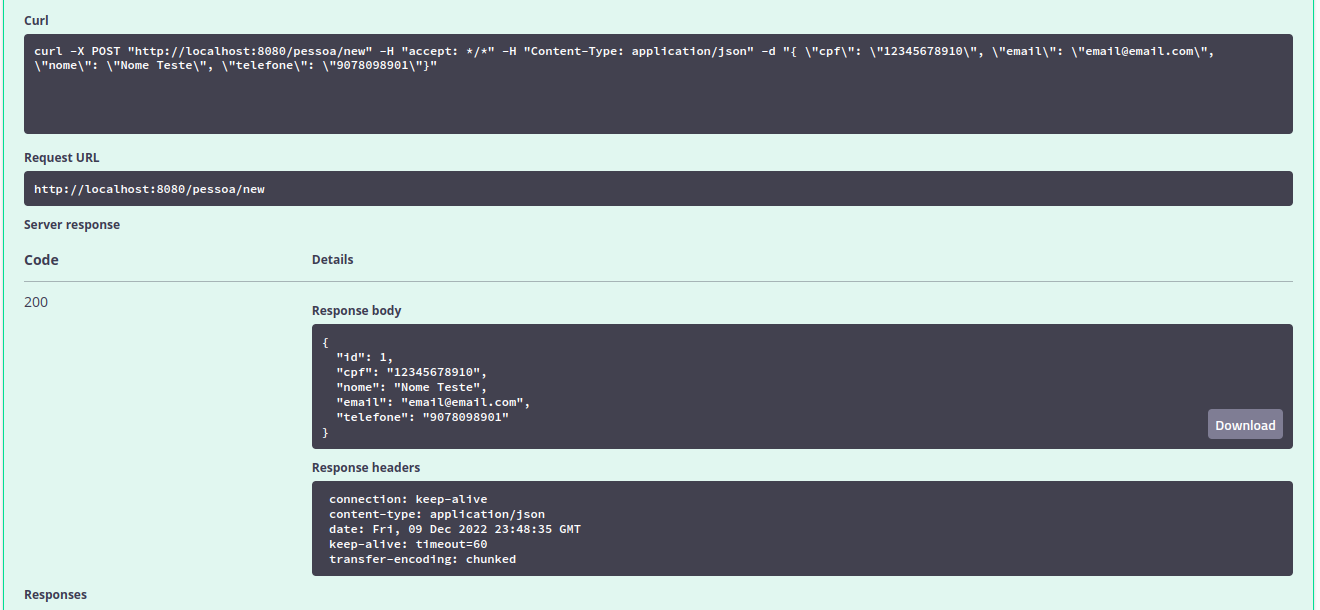 Curl
curl -X POST "http://localhost:8080/pessoa/new" -H "accept: */*" -H "Content-Type: application/json" -d "{ \"cpf\": \"12345678910\", \"email\": \"email@email.com\",
\"nome\": \"Nome Teste\", \"telefone\": \"9078098901\"}"
Request URL
http://localhost:8080/pessoa/new
Server response
Code Details
200
Response body
{
"id": 1,
"cpf": "12345678910",
"nome": "Nome Teste",
"email": "email@email.com",
"telefone": "9078098901"
}
Download
Response headers
connection: keep-alive
content-type: application/json
date: Fri, 09 Dec 2022 23:48:35 GMT
keep-alive: timeout=60
transfer-encoding: chunked
Responses